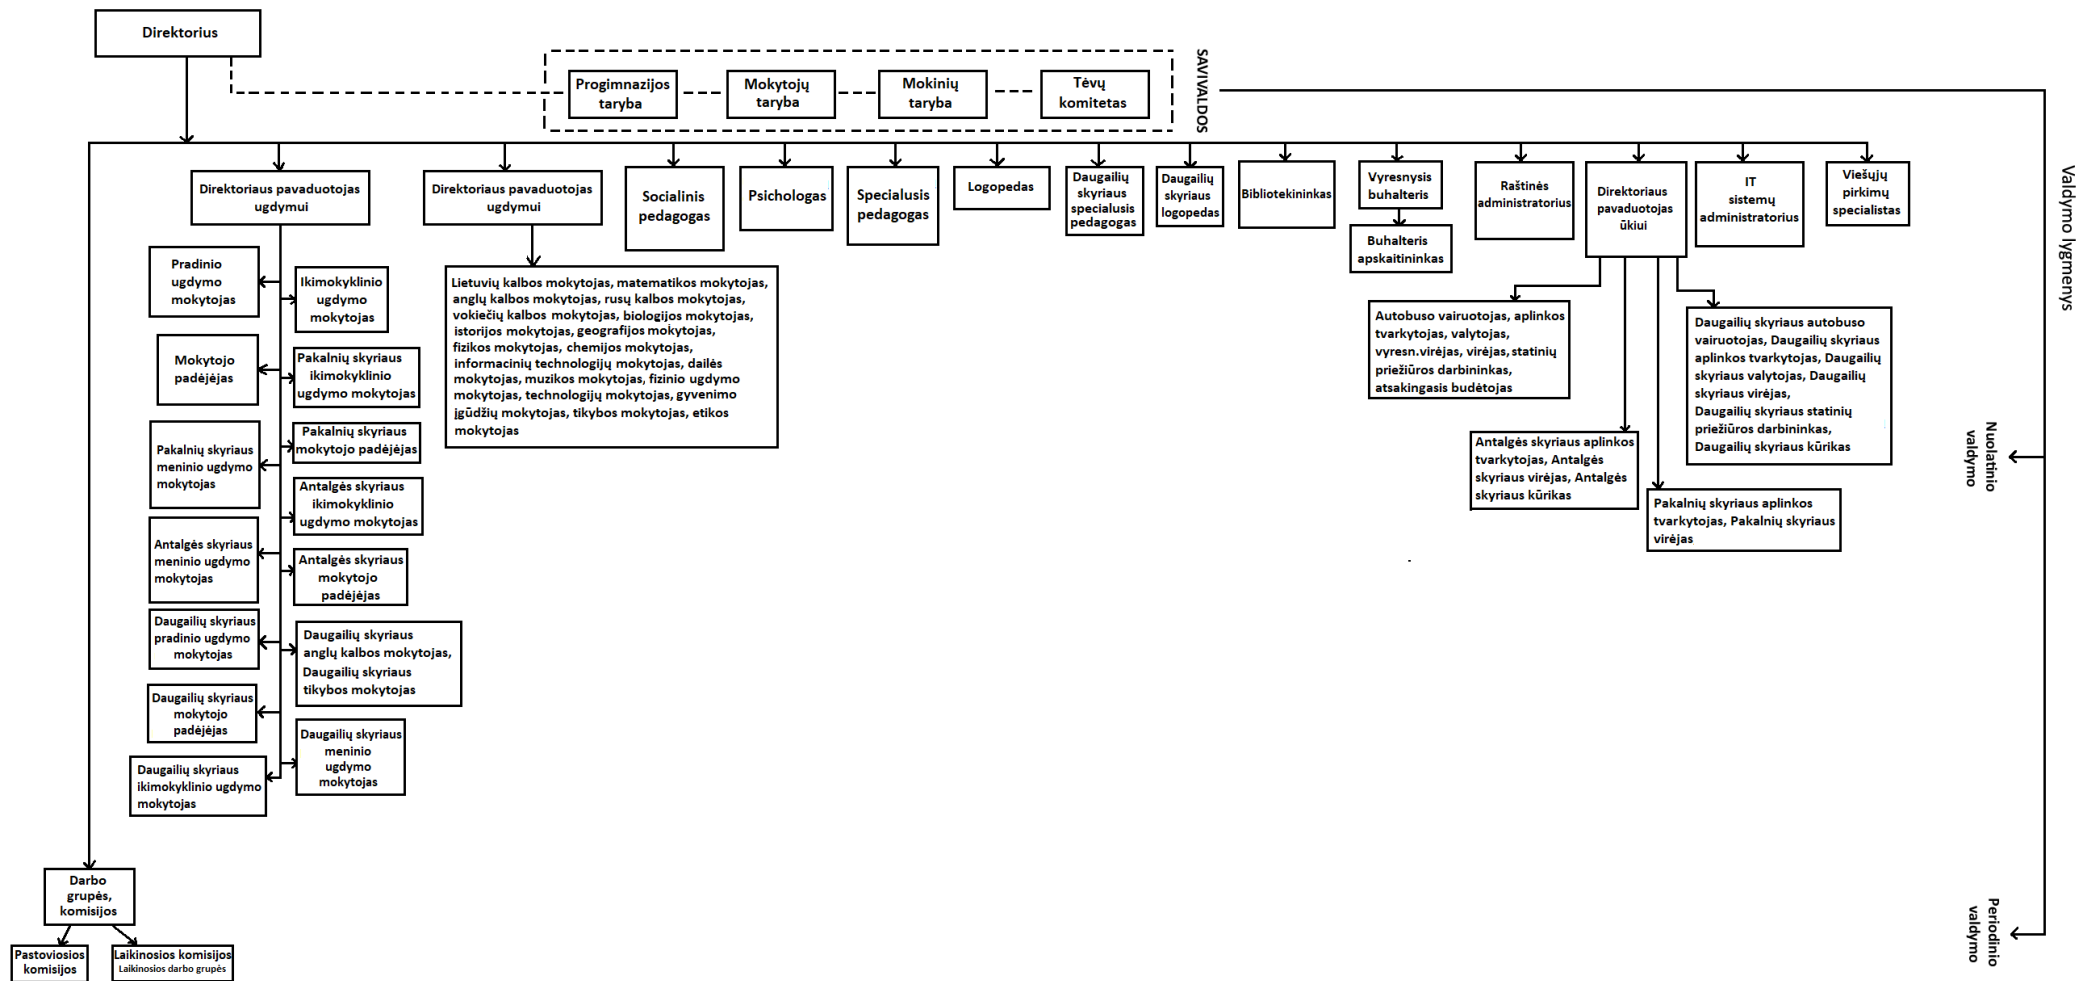 Direktorius
Progimnazijos
taryba
Mokytojų
taryba
Mokinių
taryba
Tėvų
komitetas
SAVIVALDOS
Valdymo lygmenys
Direktoriaus pavaduotojas
ugdymui
Direktoriaus pavaduotojas
ugdymui
Socialinis
pedagogas
Psichologas
Specialusis
pedagogas
Logopedas
Daugailių
skyriaus
specialusis
pedagogas
Daugailių
skyriaus
logopedas
Bibliotekininkas
Vyresnysis
buhalteris
Buhalteris
apskaitininkas
Raštinės
administratorius
Direktoriaus
pavaduotojas
ūkiui
IT
sistemų
administratorius
Viešųjų
pirkimų
specialistas
Pradinio
ugdymo
mokytojas
Ikimokyklinio
ugdymo
mokytojas
Mokytojo
padėjėjas
Pakalnių skyriaus
ikimokyklinio
ugdymo mokytojas
Pakalnių skyriaus
meninio ugdymo
mokytojas
Pakalnių skyriaus
mokytojo padėjėjas
Antalgės skyriaus
ikimokyklinio
ugdymo mokytojas
Antalgės skyriaus
meninio ugdymo
mokytojas
Antalgės skyriaus
mokytojo
padėjėjas
Daugailių skyriaus
pradinio ugdymo
mokytojas
Daugailių skyriaus
anglų kalbos mokytojas,
Daugailių skyriaus
tikybos mokytojas
Daugailių skyriaus
mokytojo
padėjėjas
Daugailių skyriaus
meninio
ugdymo
mokytojas
Daugailių skyriaus
ikimokyklinio ugdymo
mokytojas
Lietuvių kalbos mokytojas, matematikos mokytojas,
anglų kalbos mokytojas, rusų kalbos mokytojas,
vokiečių kalbos mokytojas, biologijos mokytojas,
istorijos mokytojas, geografijos mokytojas,
fizikos mokytojas, chemijos mokytojas,
informacinių technologijų mokytojas, dailės
mokytojas, muzikos mokytojas, fizinio ugdymo
mokytojas, technologijų mokytojas, gyvenimo
įgūdžių mokytojas, tikybos mokytojas, etikos
mokytojas
Autobuso vairuotojas, aplinkos
tvarkytojas, valytojas,
vyresn.virėjas, virėjas, statinių
priežiūros darbininkas,
atsakingasis budėtojas
Antalgės skyriaus aplinkos
tvarkytojas, Antalgės
skyriaus virėjas, Antalgės
skyriaus kūrikas
Pakalnių skyriaus aplinkos
tvarkytojas, Pakalnių skyriaus
virėjas
Daugailių skyriaus autobuso
vairuotojas, Daugailių skyriaus
aplinkos tvarkytojas, Daugailių
skyriaus valytojas, Daugailių
skyriaus virėjas,
Daugailių skyriaus statinių
priežiūros darbininkas,
Daugailių skyriaus kūrikas
Nuolatinio
valdymo
Periodinio
valdymo
Darbo
grupės,
komisijos
Pastoviosios
komisijos
Laikinosios komisijos
Laikinosios darbo grupės